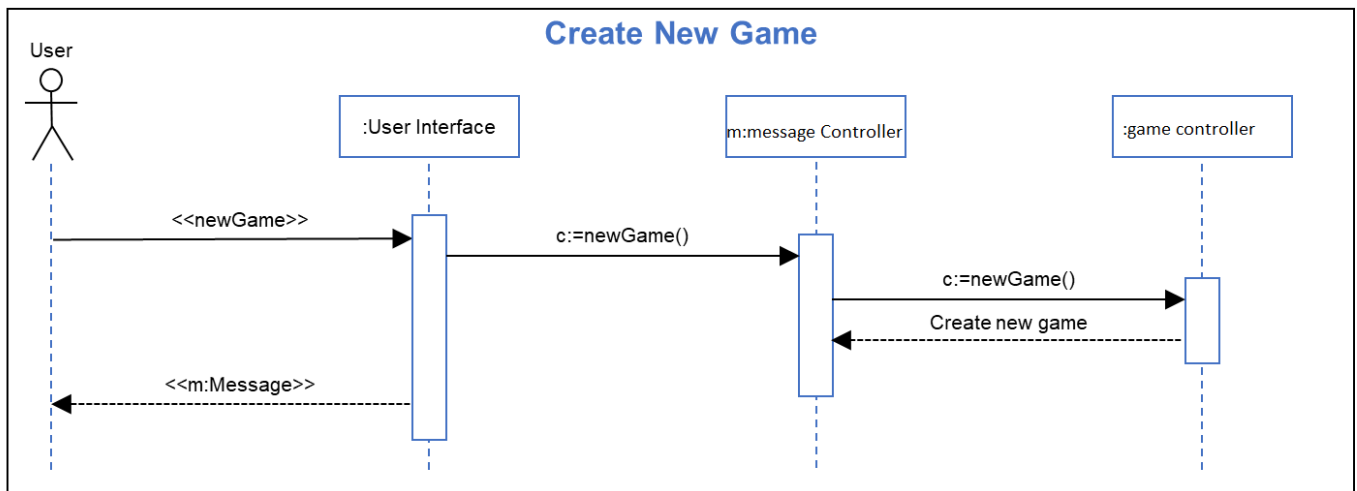 Create New Game
User
:User Interface
m:message Controller
:game controller
<<newGame>>
c:=newGame()
c:=newGame()
Create new game
<<m:Message>>